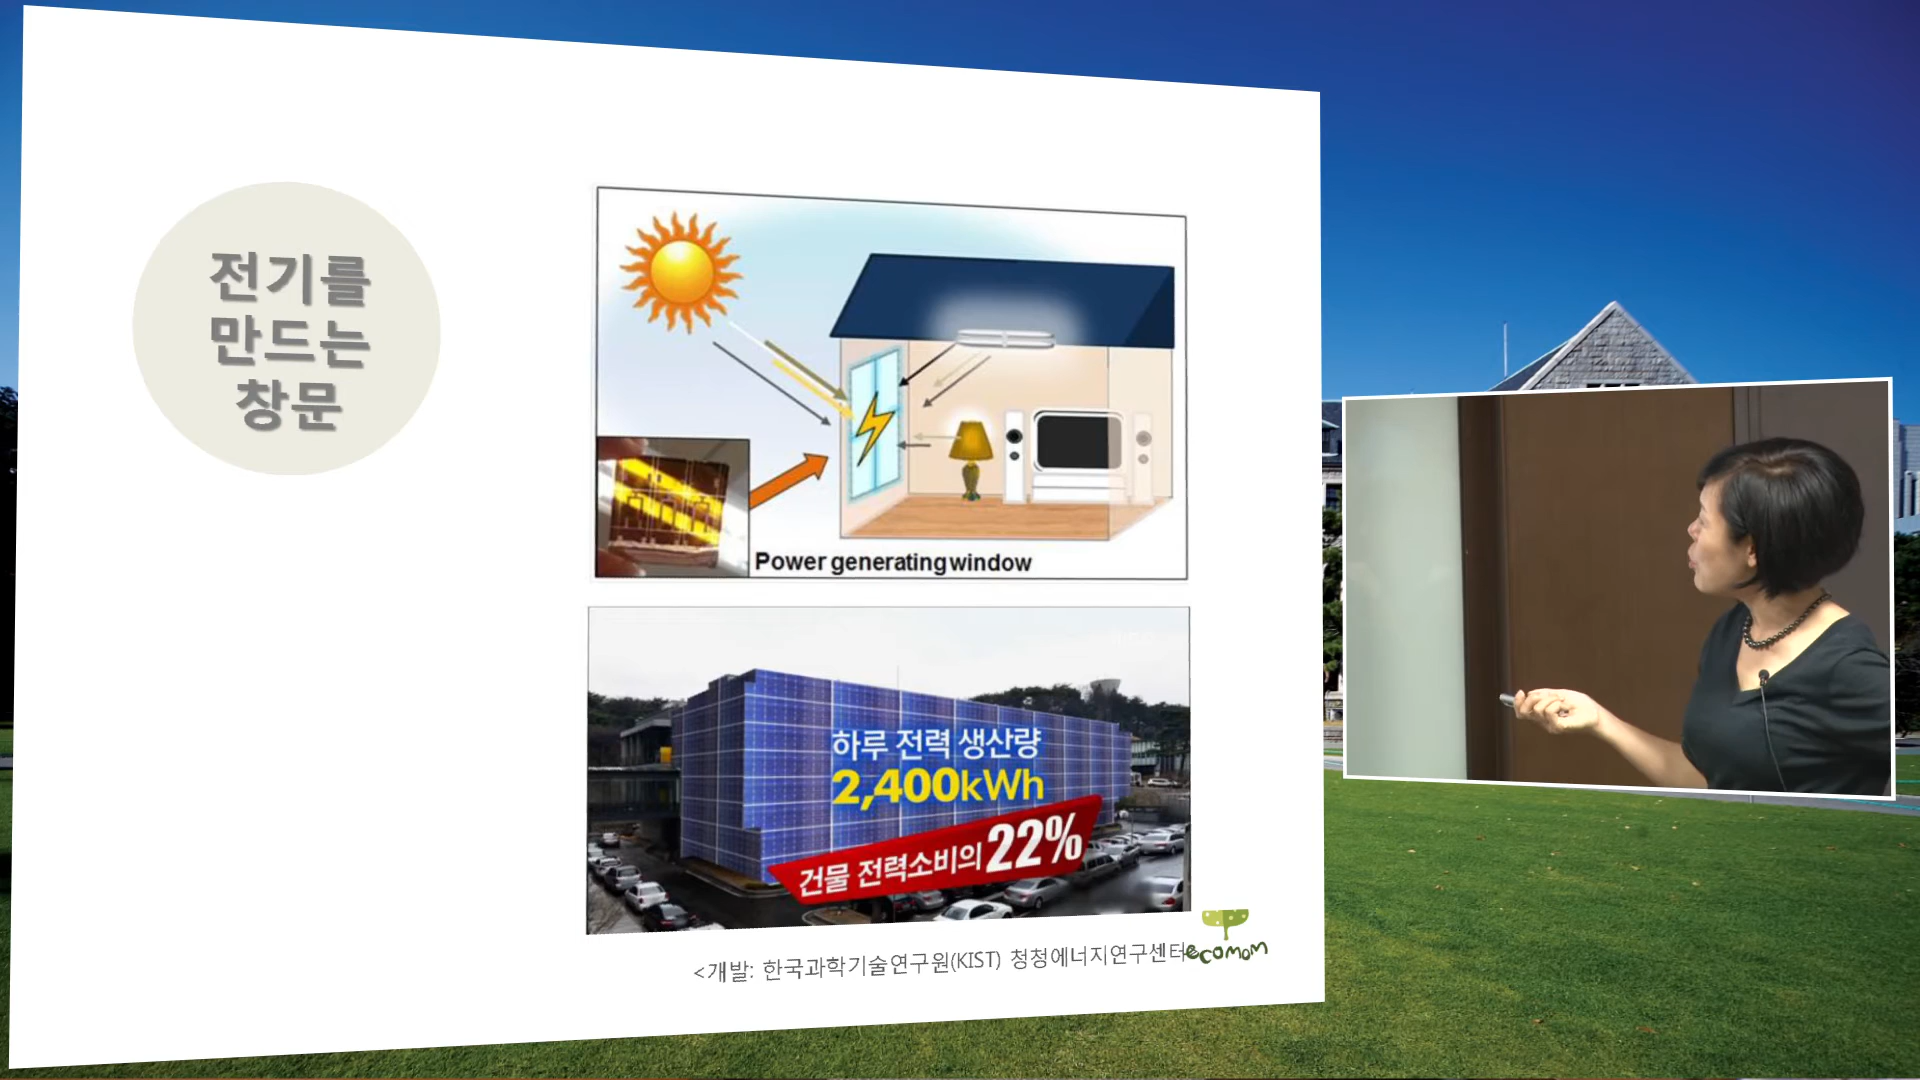 전기를
만드는
창문
Power generating window
하루 전력 생산량
2,400kWh
건물 전력소비의 22%
<개발: 한국과학기술연구원(KIST) 청청에너지연구센터
ecomom